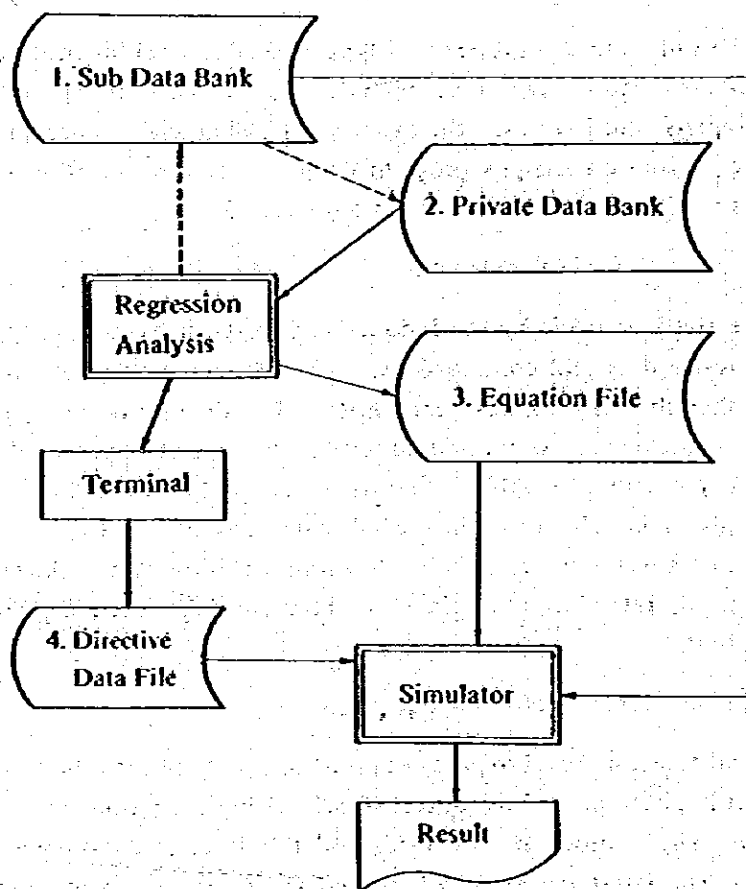 1. Sub Data Bank
2. Private Data Bank
Regression
Analysis
3. Equation File
Terminal
4. Directive
Data File
Simulator
Result